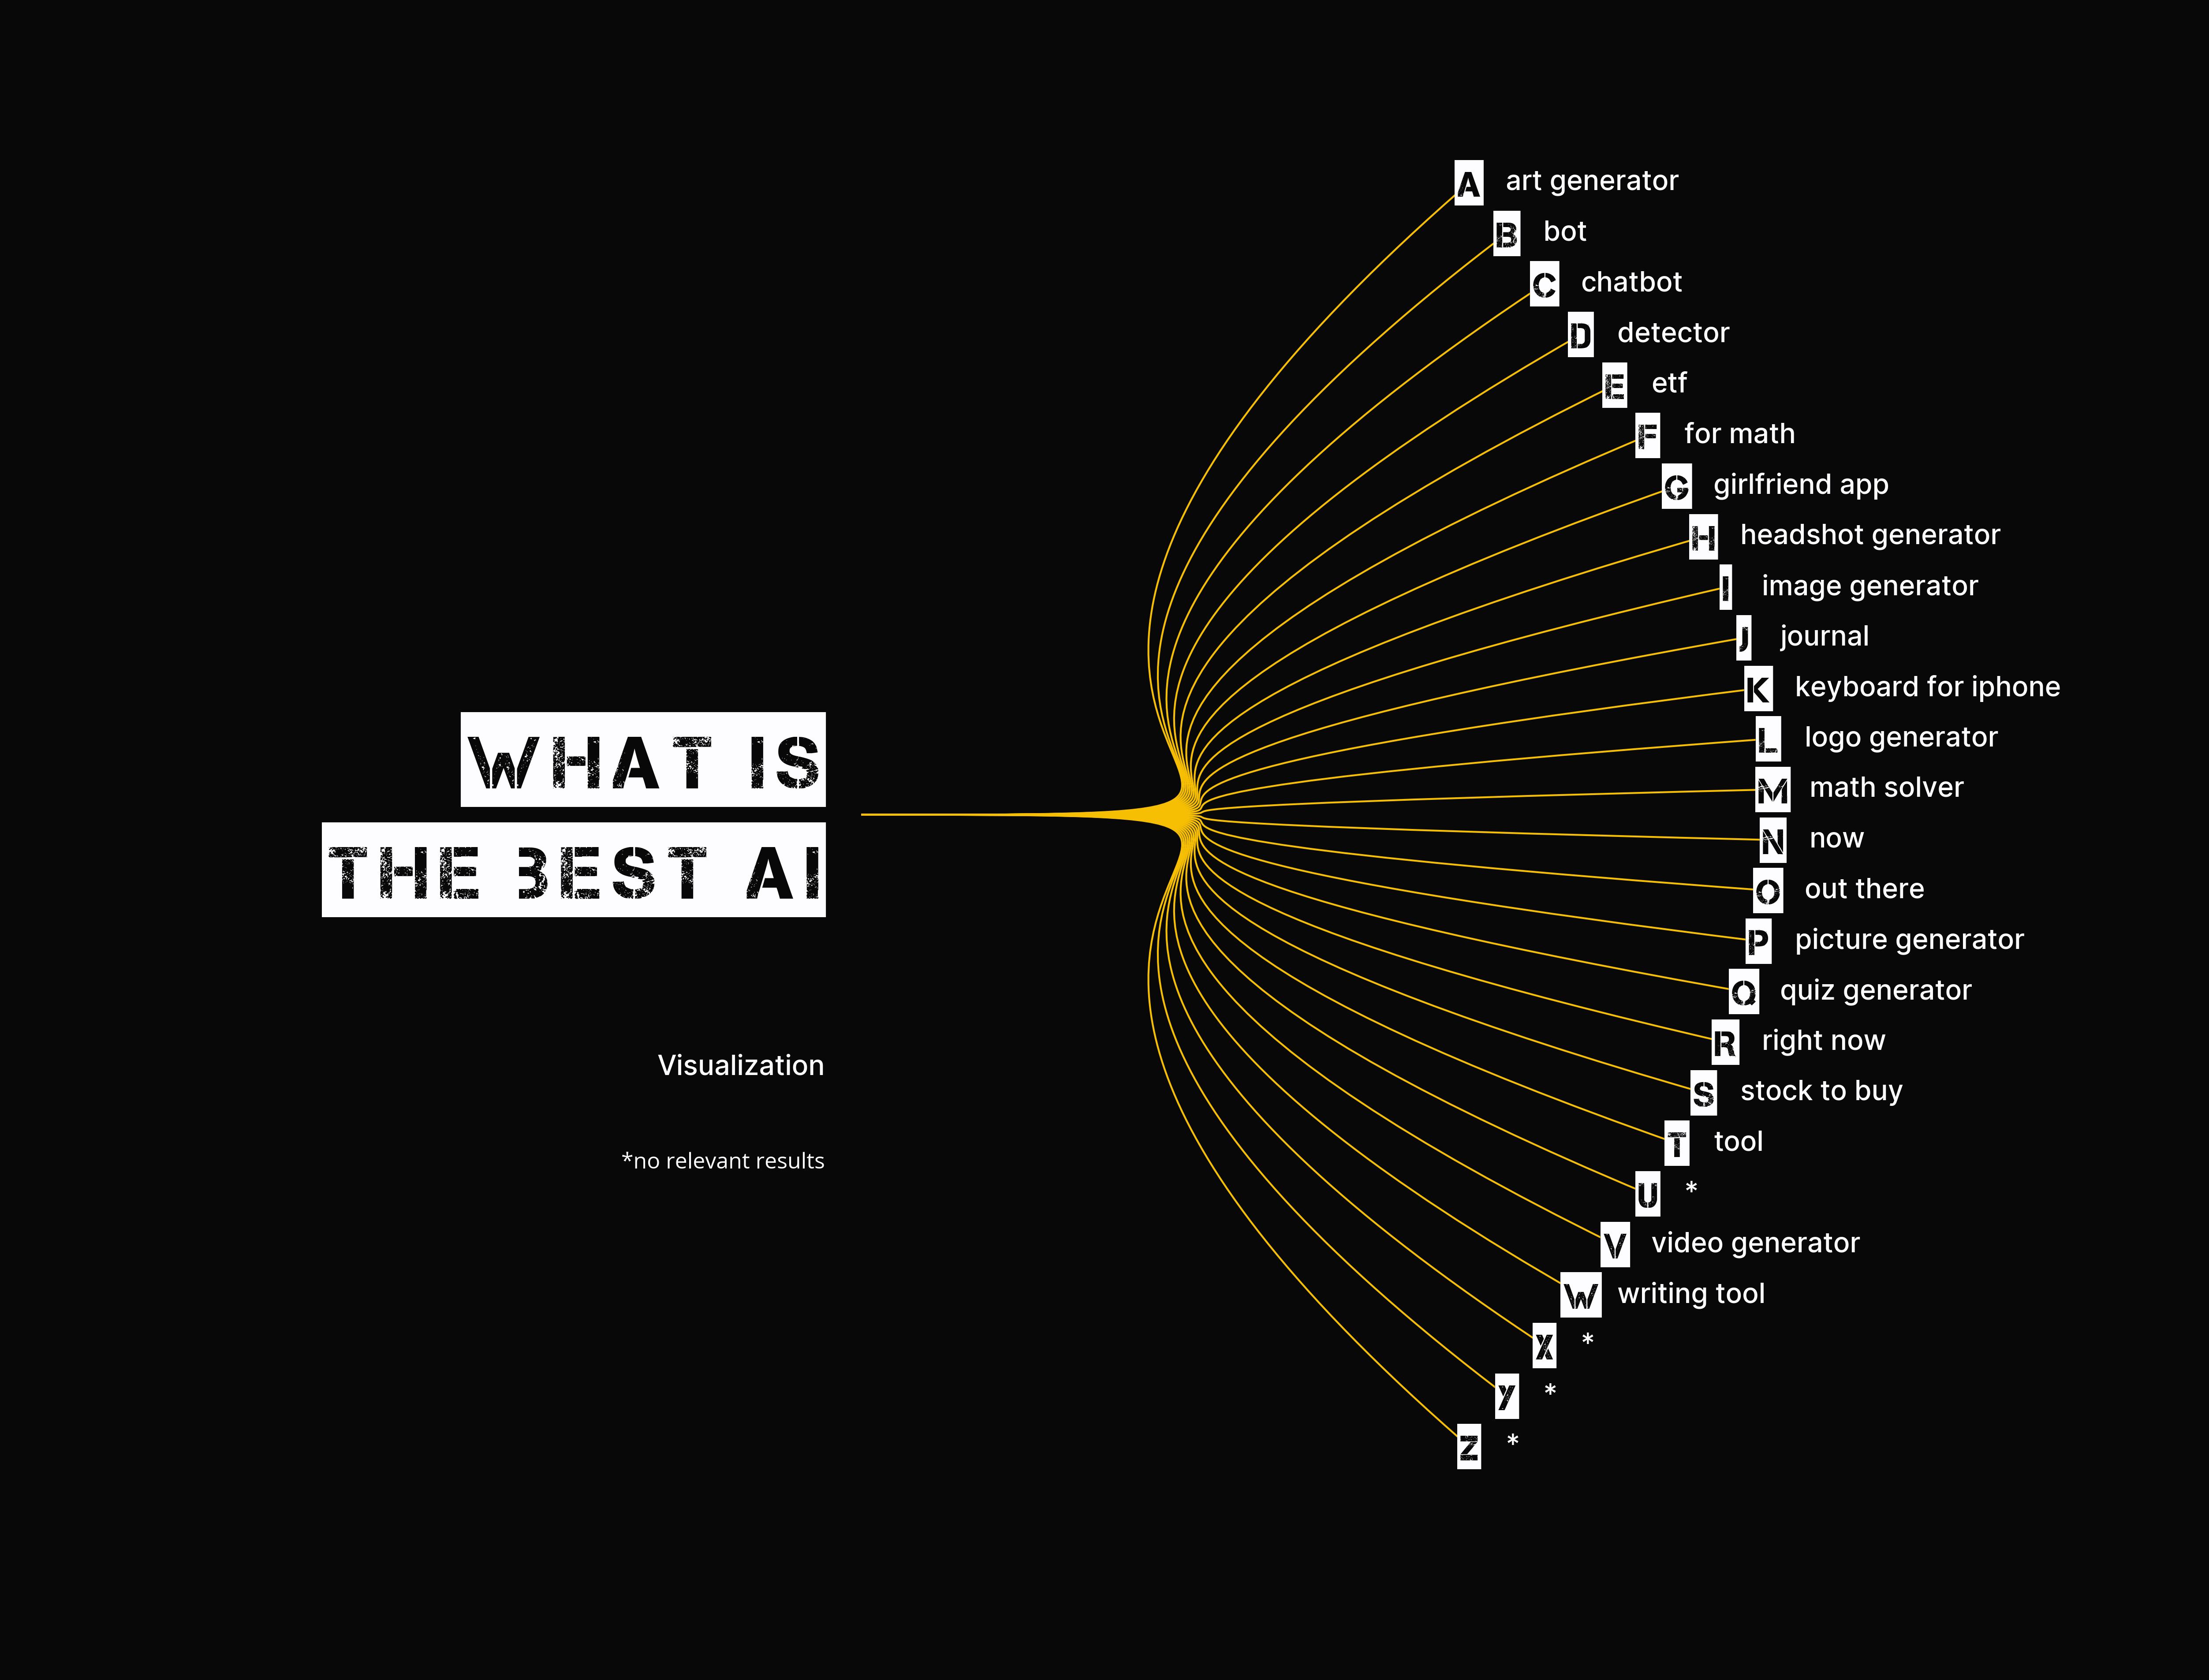 WHAT IS
THE BEST AI
Visualization
*no relevant results
A art generator
B bot
C chatbot
D detector
E etf
F for math
G girlfriend app
H headshot generator
I image generator
J journal
K keyboard for iphone
L logo generator
M math solver
N now
O out there
P picture generator
Q quiz generator
R right now
S stock to buy
T tool
U *
V video generator
W writing tool
X *
Y *
Z *